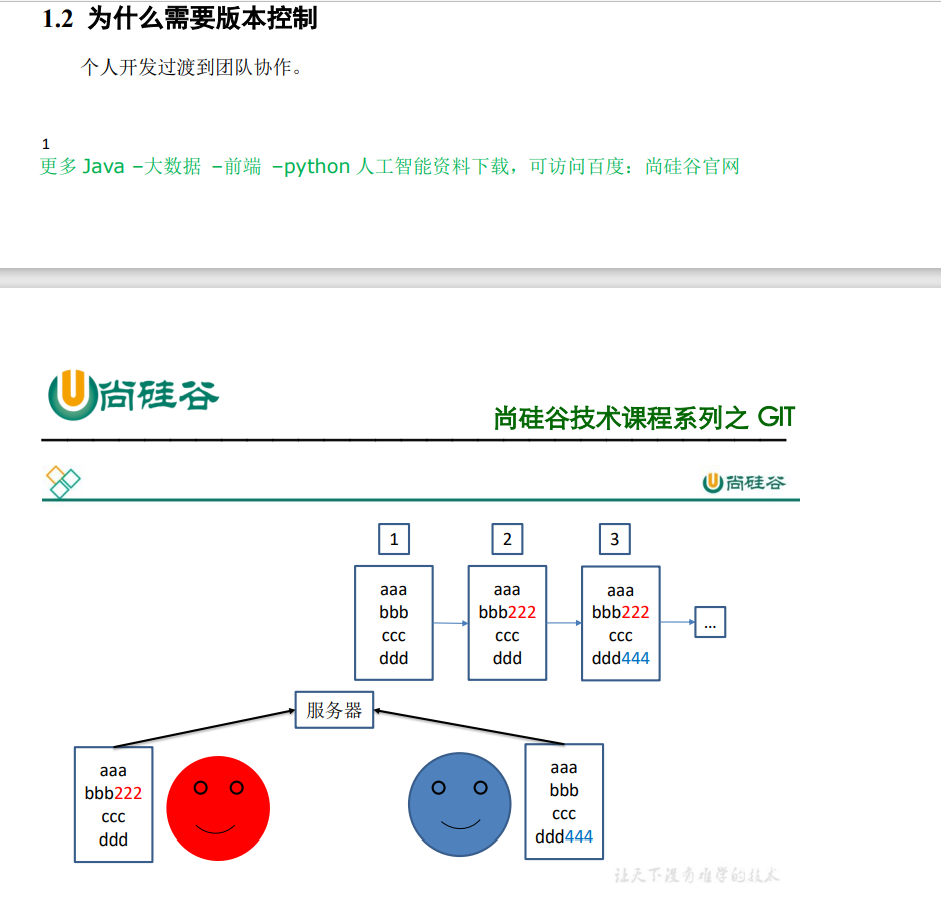 1.2 为什么需要版本控制
个人开发过渡到团队协作。
1
更多 Java –大数据 –前端 –python 人工智能资料下载，可访问百度：尚硅谷官网
尚硅谷
尚硅谷技术课程系列之 GIT
尚硅谷
1
2
3
aaa
bbb
ccc
ddd
aaa
bbb222
ccc
ddd
aaa
bbb222
ccc
ddd444
...
服务器
aaa
bbb222
ccc
ddd
aaa
bbb
ccc
ddd444
让天下没有难学的技术